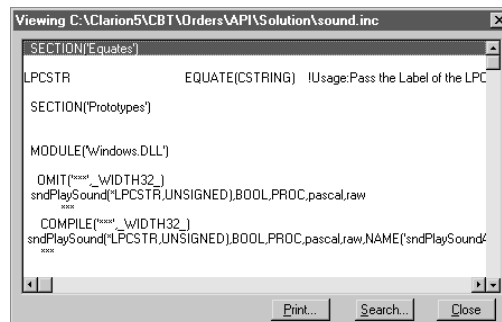 Viewing C:\Clarion5\CBT\Orders\API\Solution\sound.inc
SECTION('Equates')
LPCSTR EQUATE(CSTRING) !Usage:Pass the Label of the LPC
SECTION('Prototypes')
MODULE('Windows.DLL')
OMIT('***',_WIDTH32_)
sndPlaySound(*LPCSTR,UNSIGNED),BOOL,PROC,pascal,raw
***
COMPILE('***',_WIDTH32_)
sndPlaySound(*LPCSTR,UNSIGNED),BOOL,PROC,pascal,raw,NAME('sndPlaySoundA
***
Print... Search... Close